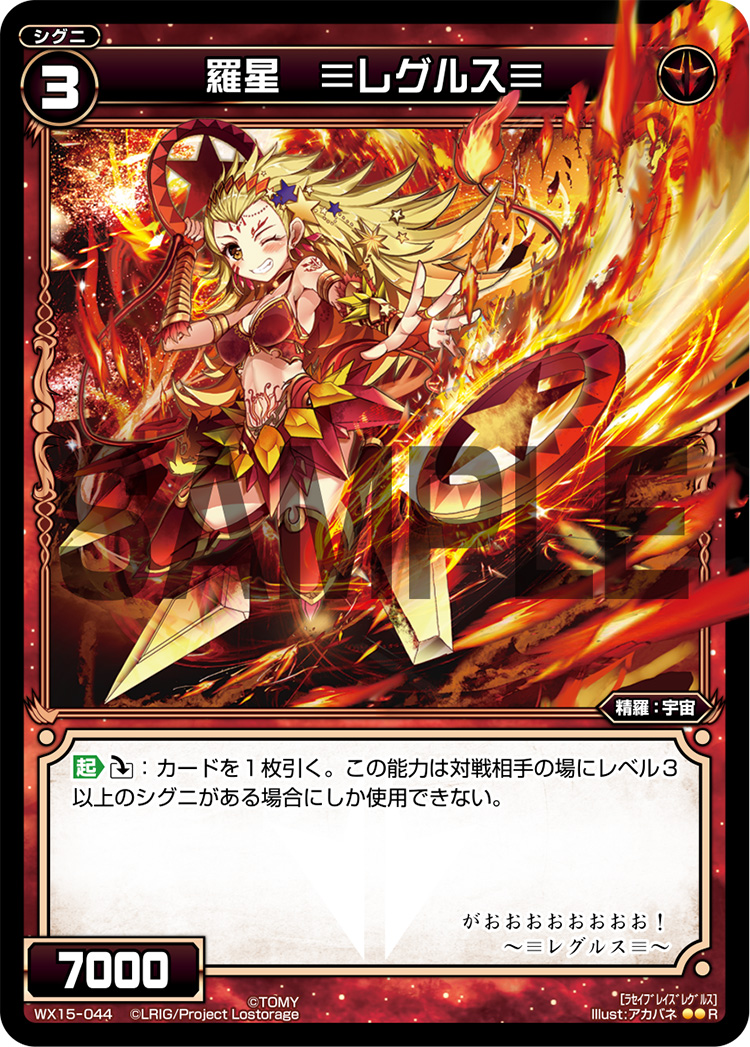 シグニ
3
羅星 ≡レグルス≡
SAMPLE
精羅:宇宙
起 :カードを1枚引く。この能力は対戦相手の場にレベル3
以上のシグニがある場合にしか使用できない。
がおおおおおおおお!
~≡レグルス≡~
7000
©TOMY
[ラセイブレイズレグルス]
WX15-044 ©LRIG/Project Lostorage
Illust:アカバネ R